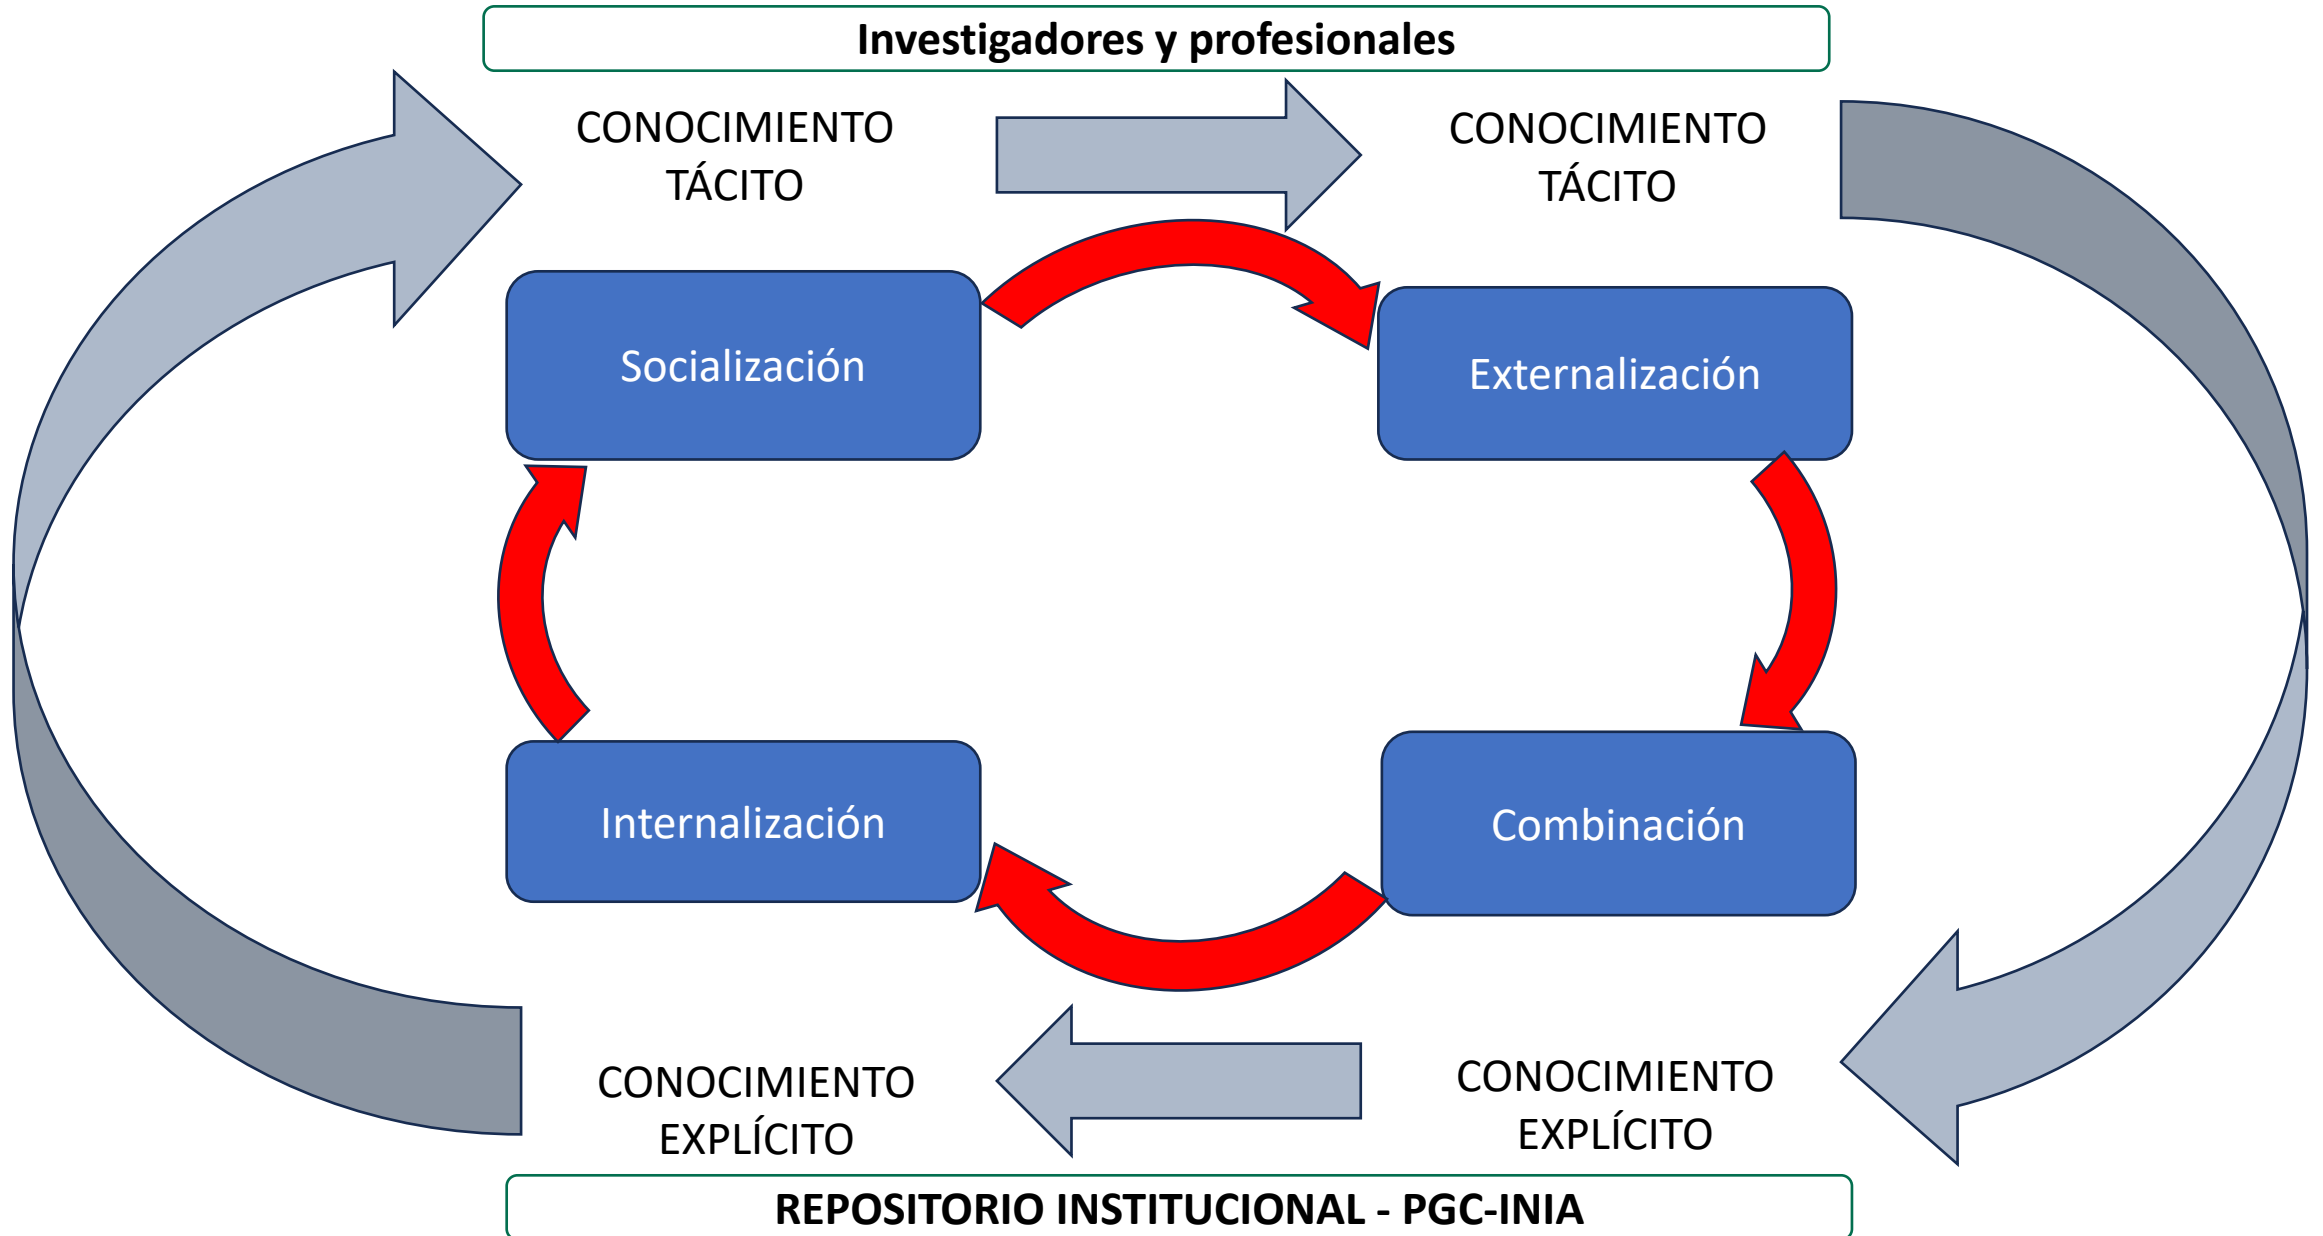 Investigadores y profesionales
CONOCIMIENTO
TÁCITO
CONOCIMIENTO
TÁCITO
Socialización
Externalización
Internalización
Combinación
CONOCIMIENTO
EXPLÍCITO
CONOCIMIENTO
EXPLÍCITO
REPOSITORIO INSTITUCIONAL - PGC-INIA